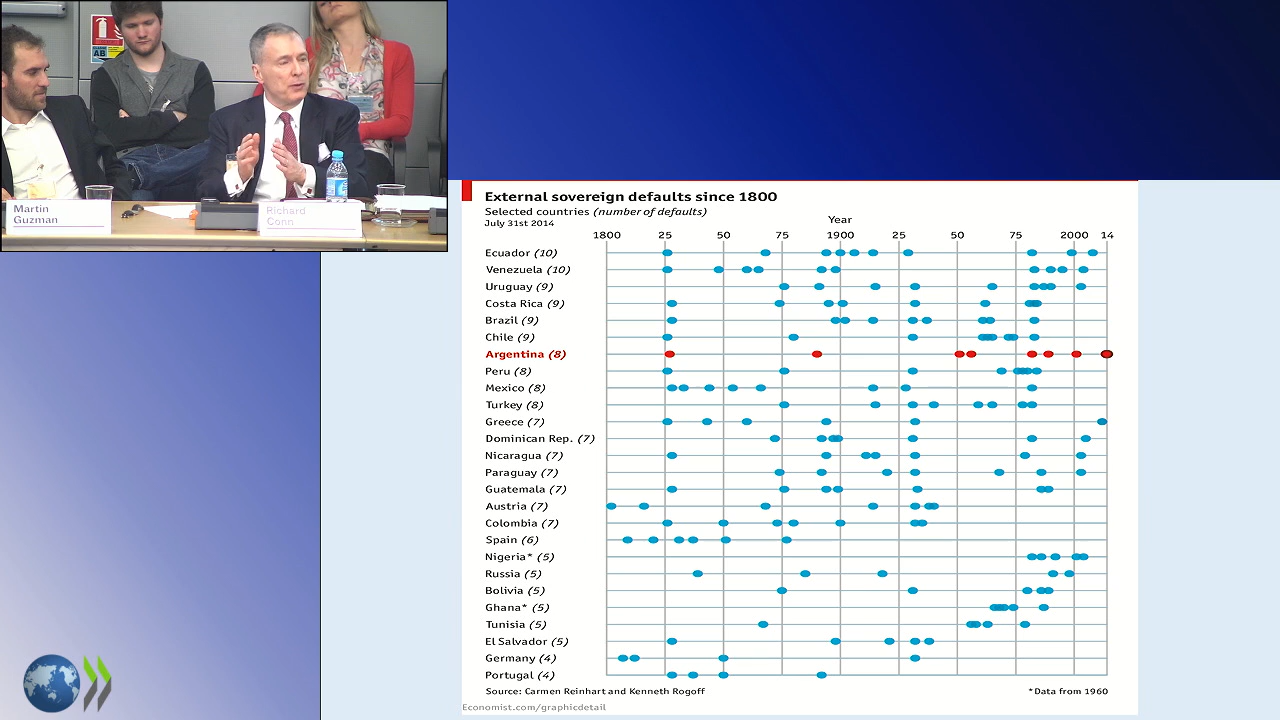 AB
Martin
Guzman
Richard
Conn
External sovereign defaults since 1800
Selected countries (number of defaults)
July 31st 2014
Year
1800 25 50 75 1900 25 50 75 2000 14
Ecuador (10)
Venezuela (10)
Uruguay (9)
Costa Rica (9)
Brazil (9)
Chile (9)
Argentina (8)
Peru (8)
Mexico (8)
Turkey (8)
Greece (7)
Dominican Rep. (7)
Nicaragua (7)
Paraguay (7)
Guatemala (7)
Austria (7)
Colombia (7)
Spain (6)
Nigeria* (5)
Russia (5)
Bolivia (5)
Ghana* (5)
Tunisia (5)
El Salvador (5)
Germany (4)
Portugal (4)
Source: Carmen Reinhart and Kenneth Rogoff *Data from 1960
Economist.com/graphicdetail